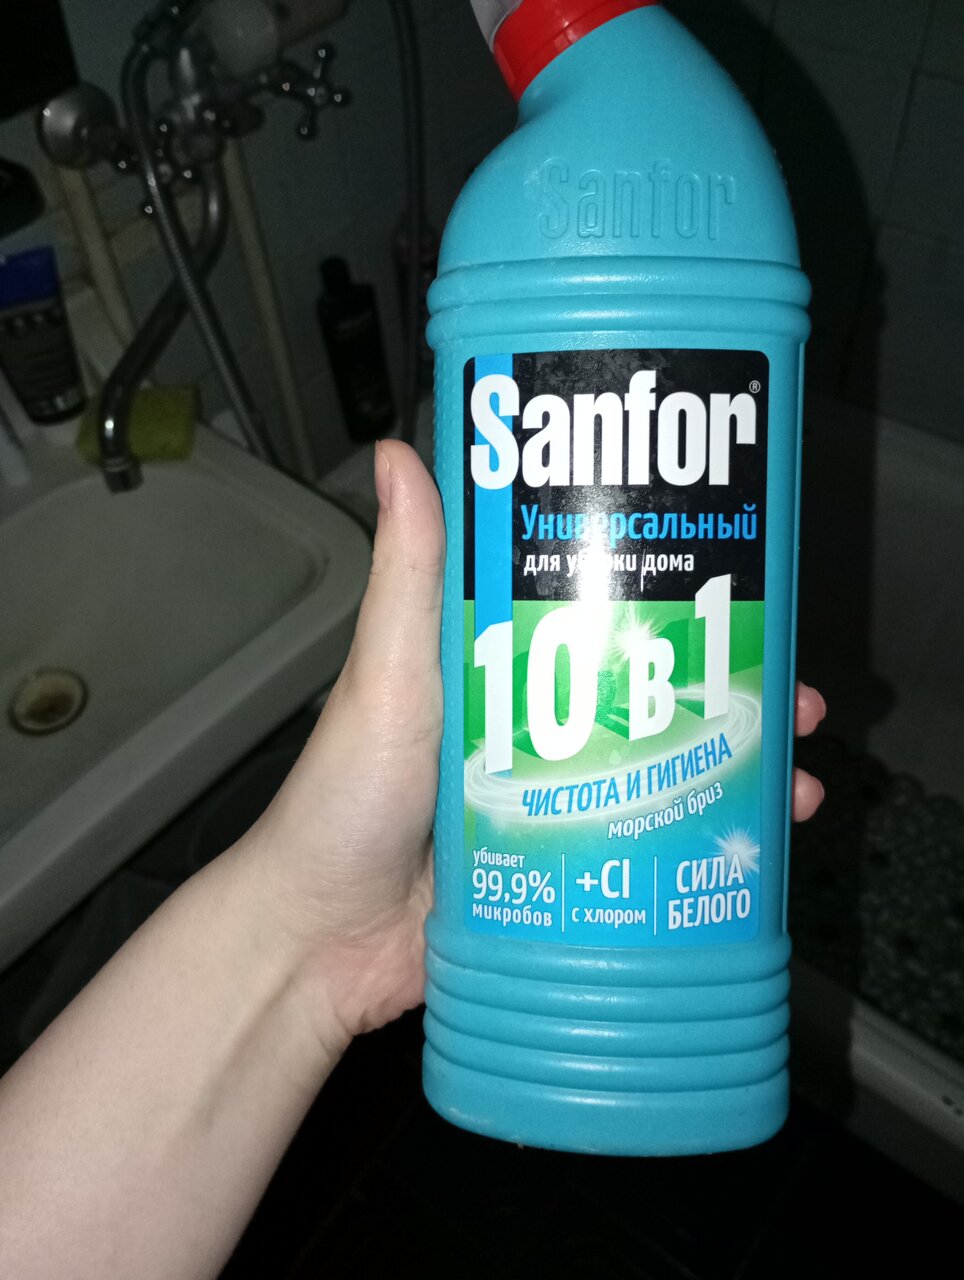 Sanfor
Sanfor®
Универсальный
для уборки дома
10 в 1
ЧИСТОТА И ГИГИЕНА
морской бриз
убивает
99,9%
микробов
+Cl
с хлором
СИЛА
БЕЛОГО